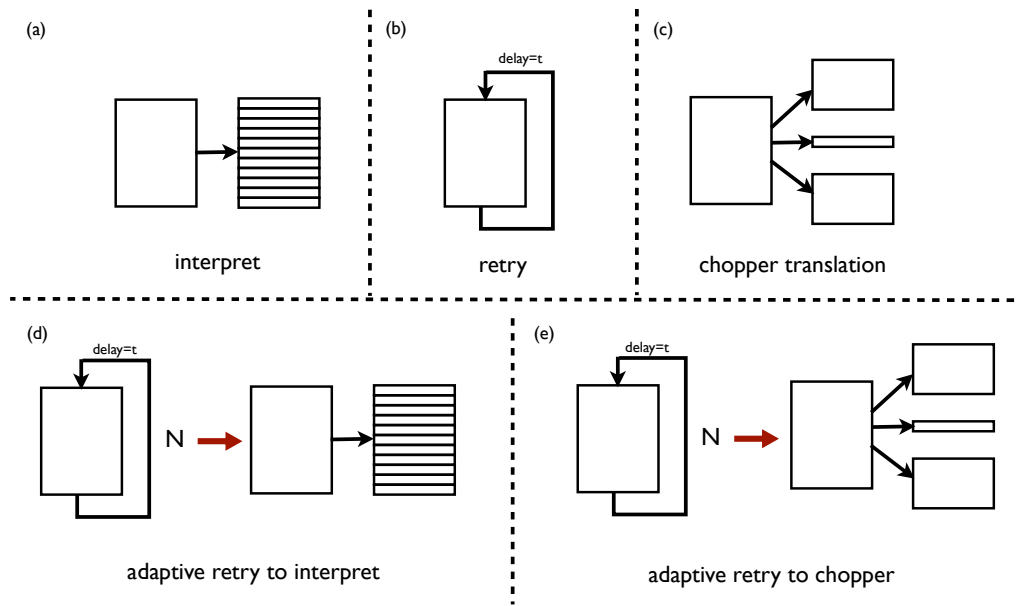 (a)
interpret
(b)
delay=t
retry
(c)
chopper translation
(d)
delay=t
N
adaptive retry to interpret
(e)
delay=t
N
adaptive retry to chopper